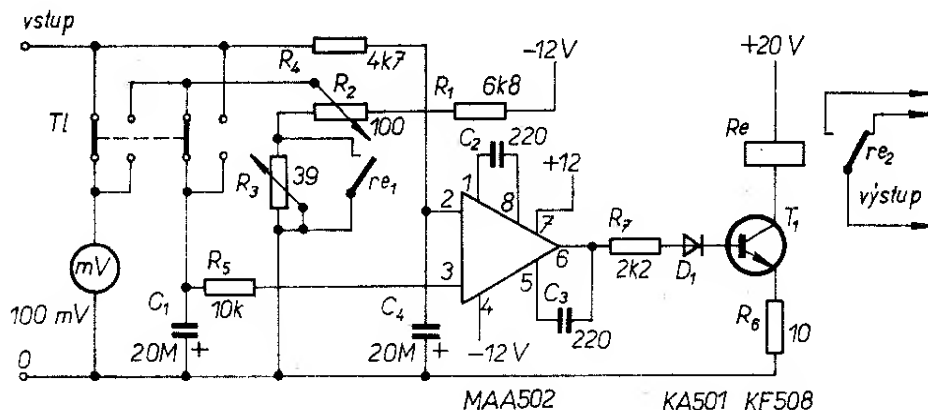 vstup
R4
4k7
−12 V
+20 V
R2
R1
6k8
100
C2
220
Tl
+12
Re
re2
R3
39
re1
1
8
2
7
výstup
R7
T1
6
mV
R5
3
5
2k2
D1
100 mV
C1
10k
4
C3
C4
220
R6
10
20M
+
20M
+
−12 V
0
MAA502
KA501
KF508